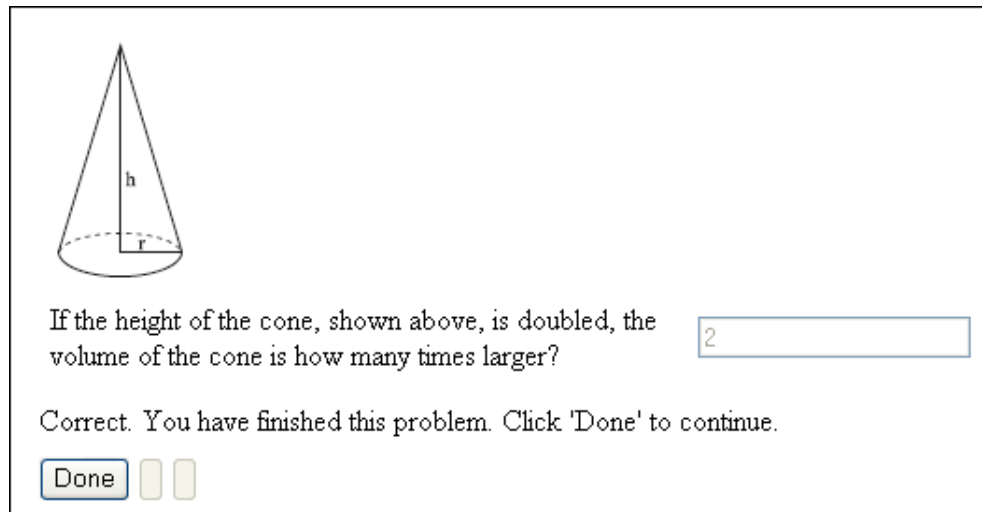 h
r
If the height of the cone, shown above, is doubled, the
volume of the cone is how many times larger?
2
Correct. You have finished this problem. Click 'Done' to continue.
Done